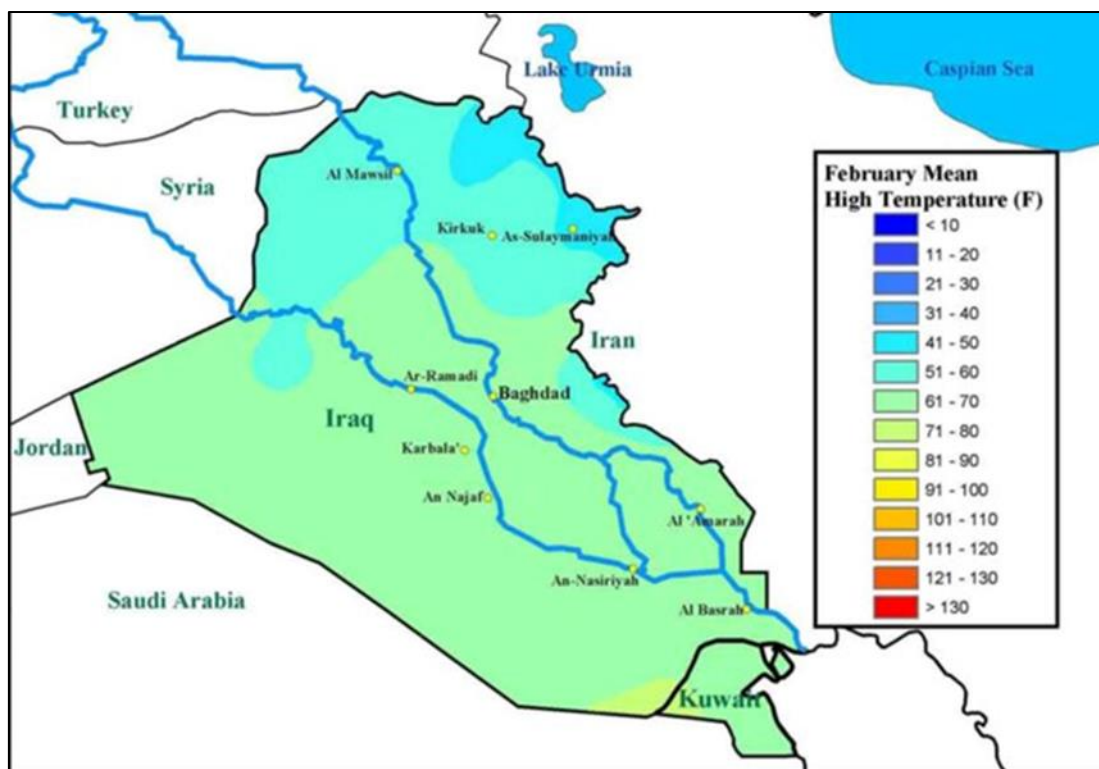 Lake Urmia
Caspian Sea
Turkey
Syria
Al Mawsil
Kirkuk
As-Sulaymaniyah
Iran
Ar-Ramadi
Baghdad
Iraq
Jordan
Karbala'
An Najaf
Al 'Amarah
An-Nasiriyah
Saudi Arabia
Al Basrah
Kuwait
February Mean
High Temperature (F)
< 10
11 - 20
21 - 30
31 - 40
41 - 50
51 - 60
61 - 70
71 - 80
81 - 90
91 - 100
101 - 110
111 - 120
121 - 130
> 130